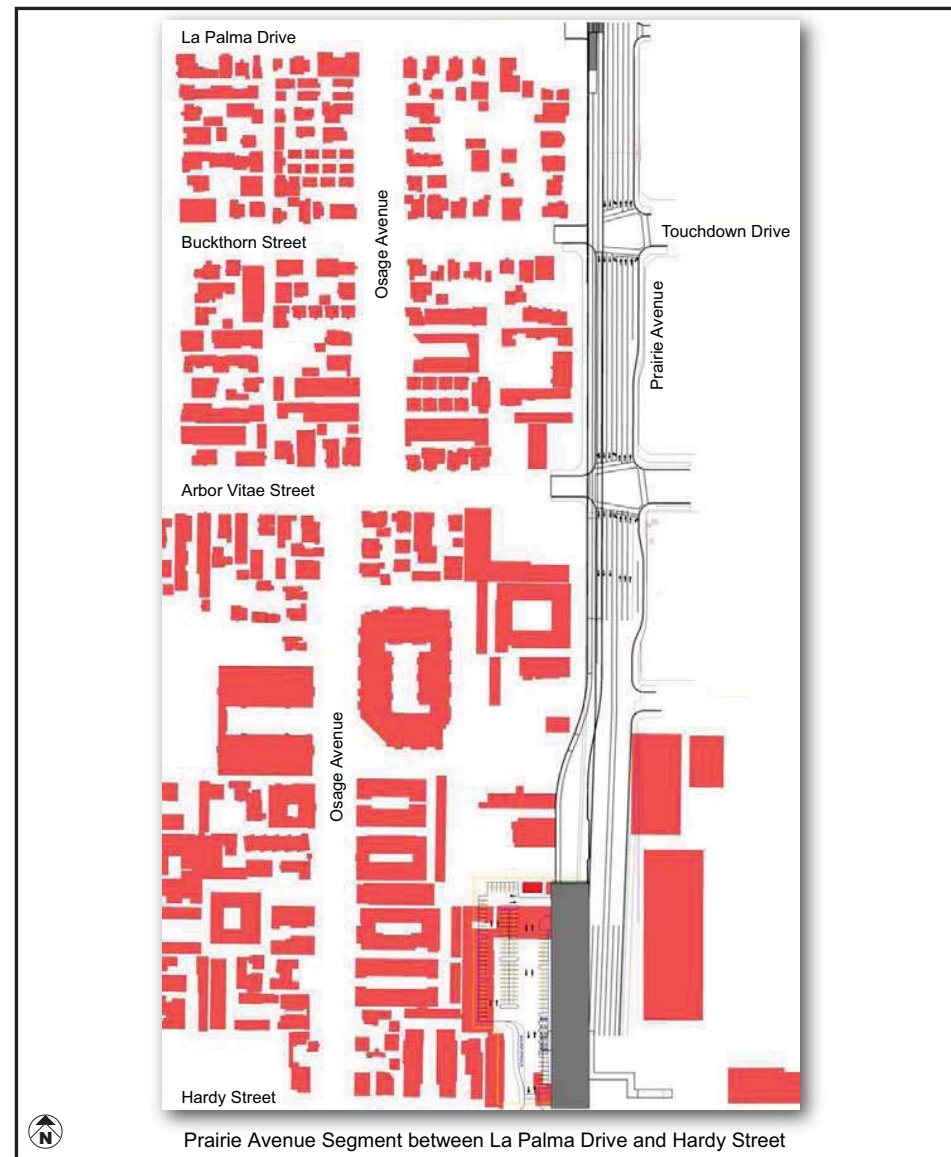 La Palma Drive
Osage Avenue
Buckthorn Street
Touchdown Drive
Prairie Avenue
Arbor Vitae Street
Osage Avenue
Hardy Street
N
Prairie Avenue Segment between La Palma Drive and Hardy Street